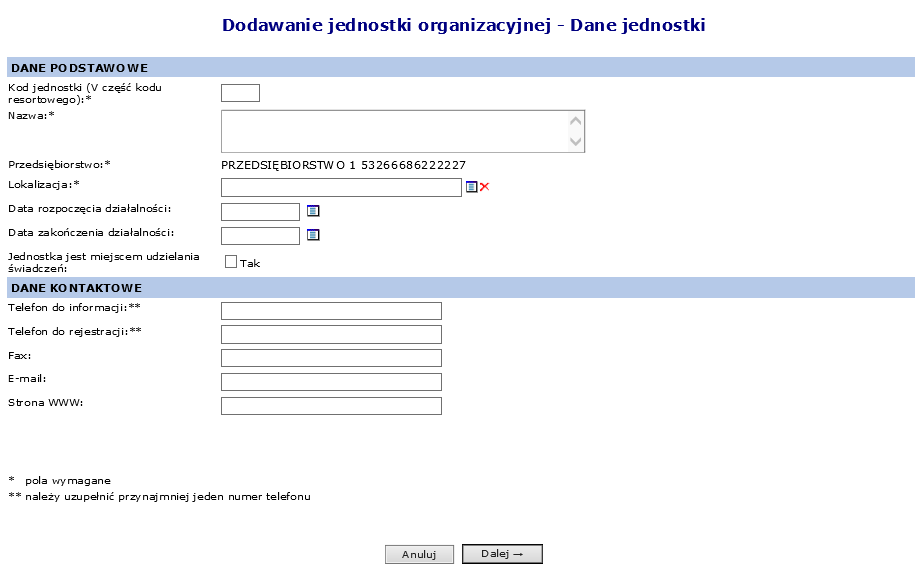 Dodawanie jednostki organizacyjnej - Dane jednostki
DANE PODSTAWOWE
Kod jednostki (V część kodu
resortowego):*
Nazwa:*
Przedsiębiorstwo:* PRZEDSIĘBIORSTWO 1 53266686222227
Lokalizacja:*
Data rozpoczęcia działalności:
Data zakończenia działalności:
Jednostka jest miejscem udzielania
świadczeń: Tak
DANE KONTAKTOWE
Telefon do informacji:**
Telefon do rejestracji:**
Fax:
E-mail:
Strona WWW:
* pola wymagane
** należy uzupełnić przynajmniej jeden numer telefonu
Anuluj Dalej →